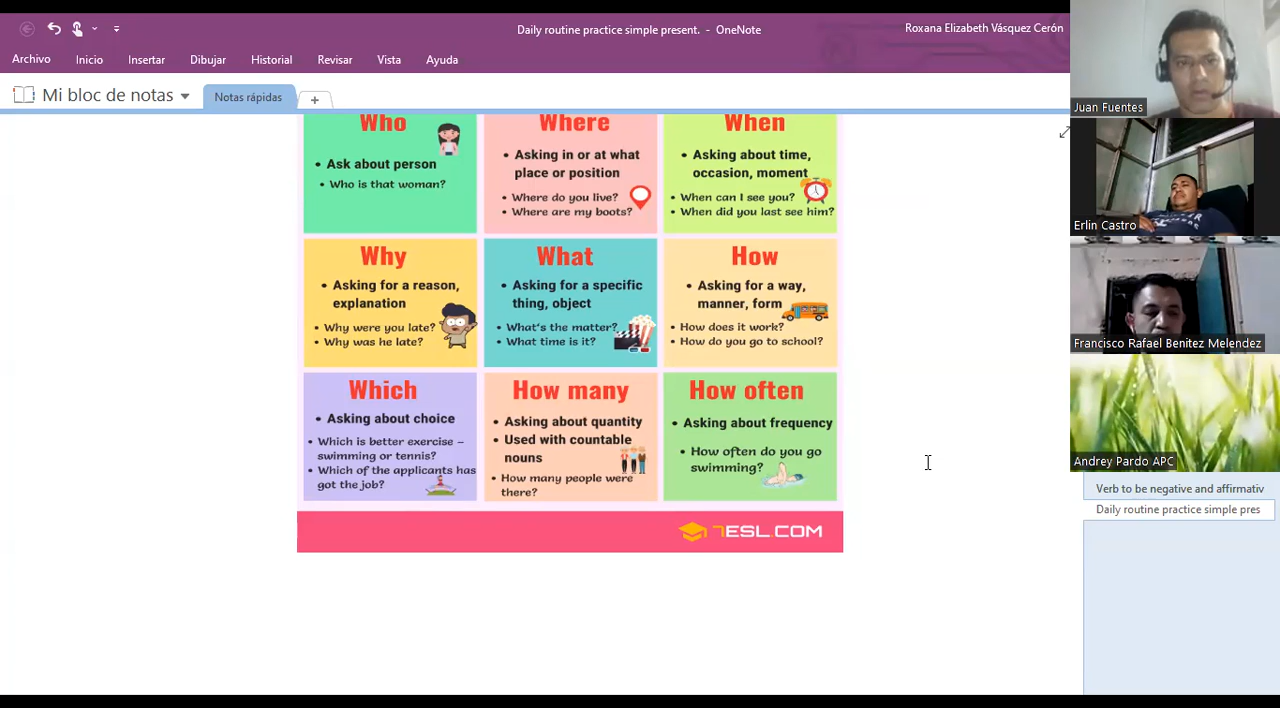 Daily routine practice simple present. - OneNote
Roxana Elizabeth Vásquez Cerón
Archivo Inicio Insertar Dibujar Historial Revisar Vista Ayuda
Mi bloc de notas
Notas rápidas
+
Who
• Ask about person
• Who is that woman?
Where
• Asking in or at what
place or position
• Where do you live?
• Where are my boots?
When
• Asking about time,
occasion, moment
• When can I see you?
• When did you last see him?
Why
• Asking for a reason,
explanation
• Why were you late?
• Why was he late?
What
• Asking for a specific
thing, object
• What's the matter?
• What time is it?
How
• Asking for a way,
manner, form
• How does it work?
• How do you go to school?
Which
• Asking about choice
• Which is better exercise –
swimming or tennis?
• Which of the applicants has
got the job?
How many
• Asking about quantity
• Used with countable
nouns
• How many people were
there?
How often
• Asking about frequency
• How often do you go
swimming?
7ESL.COM
Juan Fuentes
Erlin Castro
Francisco Rafael Benitez Melendez
Andrey Pardo APC
Verb to be negative and affirmativ
Daily routine practice simple pres